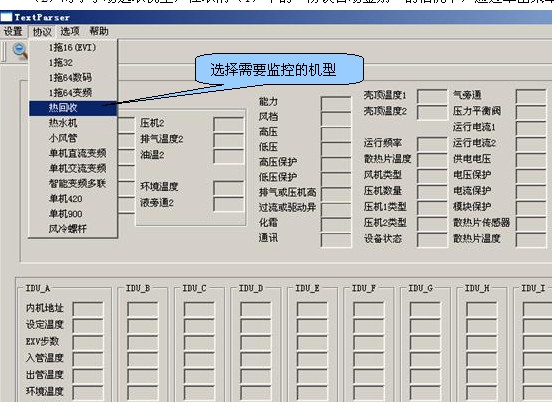 TextParser
设置 协议 选项 帮助
1拖16(EVI)
1拖32
1拖64数码
1拖64变频
热回收
热水机
小风管
单机直流变频
单机交流变频
智能变频多联
单机420
单机900
风冷螺杆
选择需要监控的机型
压机2
排气温度2
油温2
环境温度
液旁通2
能力
风档
高压
低压
高压保护
低压保护
排气或压机高
过流或驱动异
化霜
通讯
壳顶温度1
壳顶温度2
运行频率
散热片温度
风机类型
压机数量
压机1类型
压机2类型
设备状态
气旁通
压力平衡阀
运行电流1
运行电流2
供电电压
电压保护
电流保护
模块保护
散热片传感器
散热片温度
IDU_A IDU_B IDU_C IDU_D IDU_E IDU_F IDU_G IDU_H IDU_I
内机地址
设定温度
EXV步数
入管温度
出管温度
环境温度